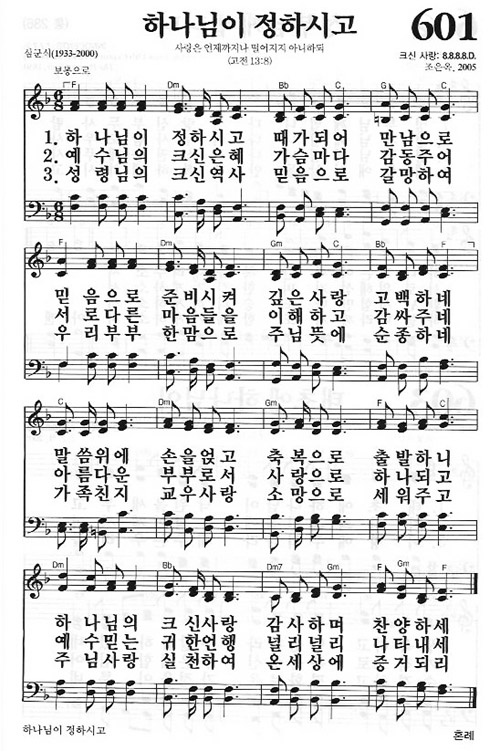 하나님이 정하시고
601
사랑은 언제까지나 떨어지지 아니하되
(고전 13:8)
심군식(1933-2000)
크신 사랑: 8.8.8.8.D.
조은옥, 2005
보통으로
F Dm Bb C G C
1. 하 나님이 정하시고 때가되어 만남으로
2. 예 수님의 크신은혜 가슴마다 감동주어
3. 성 령님의 크신역사 믿음으로 갈망하여
F Dm Gm C Bb F
믿 음으로 준비시켜 깊은사랑 고백하네
서 로다른 마음들을 이해하고 감싸주네
우 리부부 한맘으로 주님뜻에 순종하네
C Gm C F Dm Gm C
말 씀위에 손을얹고 축복으로 출발하니
아름다운 부부로서 사랑으로 하나되고
가족친지 교우사랑 소망으로 세워주고
Dm Bb Dm7 Gm C F
하 나님의 크신사랑 감사하며 찬양하세
예 수믿는 귀한언행 널리널리 나타내세
주 님사랑 실천하여 온세상에 증거되리
하나님이 정하시고
혼례